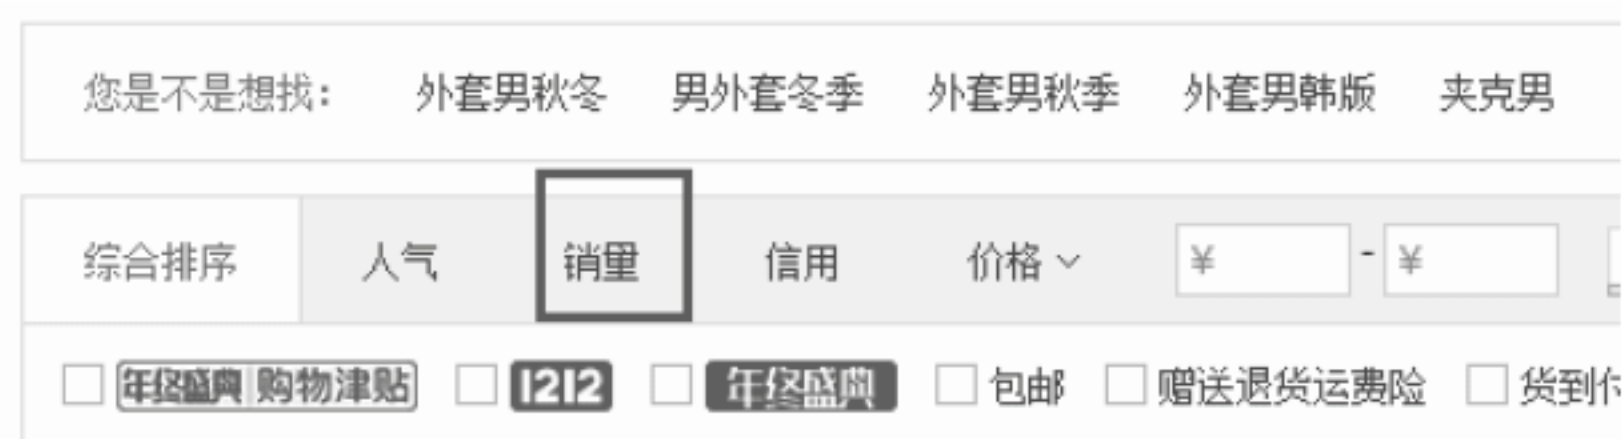 您是不是想找： 外套男秋冬 男外套冬季 外套男秋季 外套男韩版 夹克男
综合排序 人气 销量 信用 价格 ¥ - ¥
年终盛典 购物津贴 1212 年终盛典 包邮 赠送退货运费险 货到付